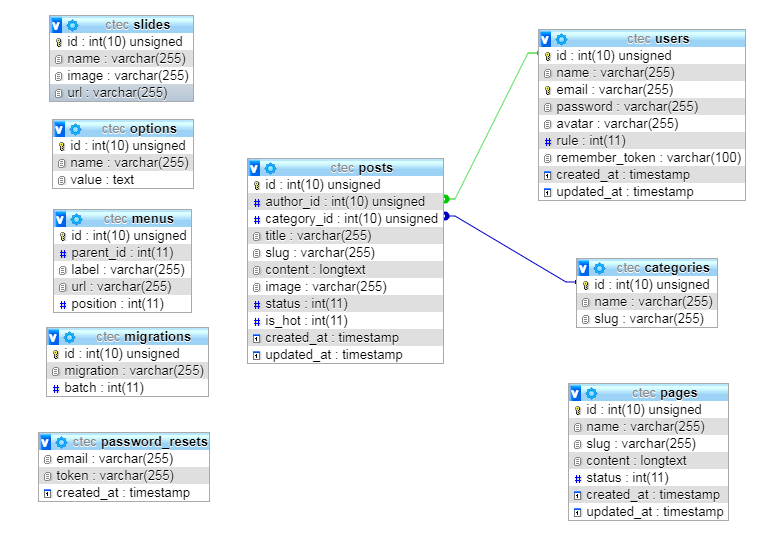 ctec slides
id : int(10) unsigned
name : varchar(255)
image : varchar(255)
url : varchar(255)
ctec options
id : int(10) unsigned
name : varchar(255)
value : text
ctec menus
id : int(10) unsigned
parent_id : int(11)
label : varchar(255)
url : varchar(255)
position : int(11)
ctec migrations
id : int(10) unsigned
migration : varchar(255)
batch : int(11)
ctec password_resets
email : varchar(255)
token : varchar(255)
created_at : timestamp
ctec posts
id : int(10) unsigned
author_id : int(10) unsigned
category_id : int(10) unsigned
title : varchar(255)
slug : varchar(255)
content : longtext
image : varchar(255)
status : int(11)
is_hot : int(11)
created_at : timestamp
updated_at : timestamp
ctec users
id : int(10) unsigned
name : varchar(255)
email : varchar(255)
password : varchar(255)
avatar : varchar(255)
rule : int(11)
remember_token : varchar(100)
created_at : timestamp
updated_at : timestamp
ctec categories
id : int(10) unsigned
name : varchar(255)
slug : varchar(255)
ctec pages
id : int(10) unsigned
name : varchar(255)
slug : varchar(255)
content : longtext
status : int(11)
created_at : timestamp
updated_at : timestamp